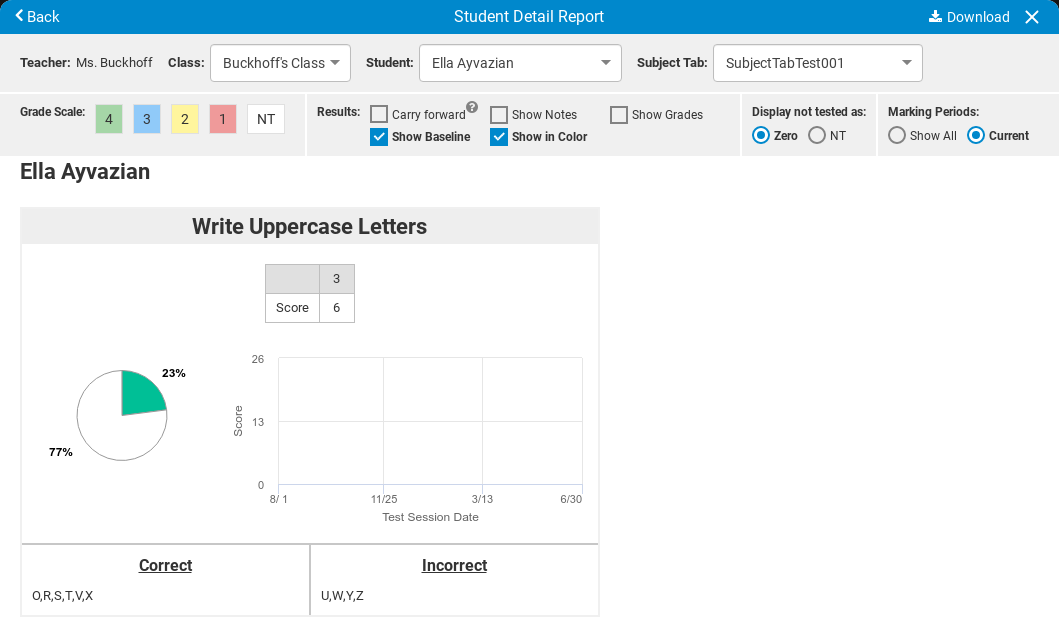 Back Student Detail Report Download
Teacher: Ms. Buckhoff Class: Buckhoff's Class Student: Ella Ayvazian Subject Tab: SubjectTabTest001
Grade Scale: 4 3 2 1 NT
Results: Carry forward ? Show Notes Show Grades
Show Baseline Show in Color
Display not tested as:
Zero NT
Marking Periods:
Show All Current
Ella Ayvazian
Write Uppercase Letters
3
Score 6
23%
77%
26
13
0
Score
8/ 1 11/25 3/13 6/30
Test Session Date
Correct
O,R,S,T,V,X
Incorrect
U,W,Y,Z